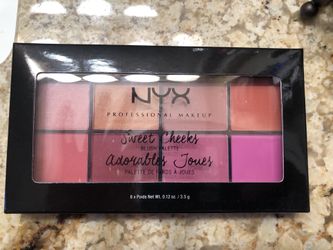 NYX
PROFESSIONAL MAKEUP
Sweet Cheeks
BLUSH PALETTE
Adorables Joues
PALETTE DE FARDS À JOUES
8 x Poids Net Wt. 0.12 oz. / 3.5 g